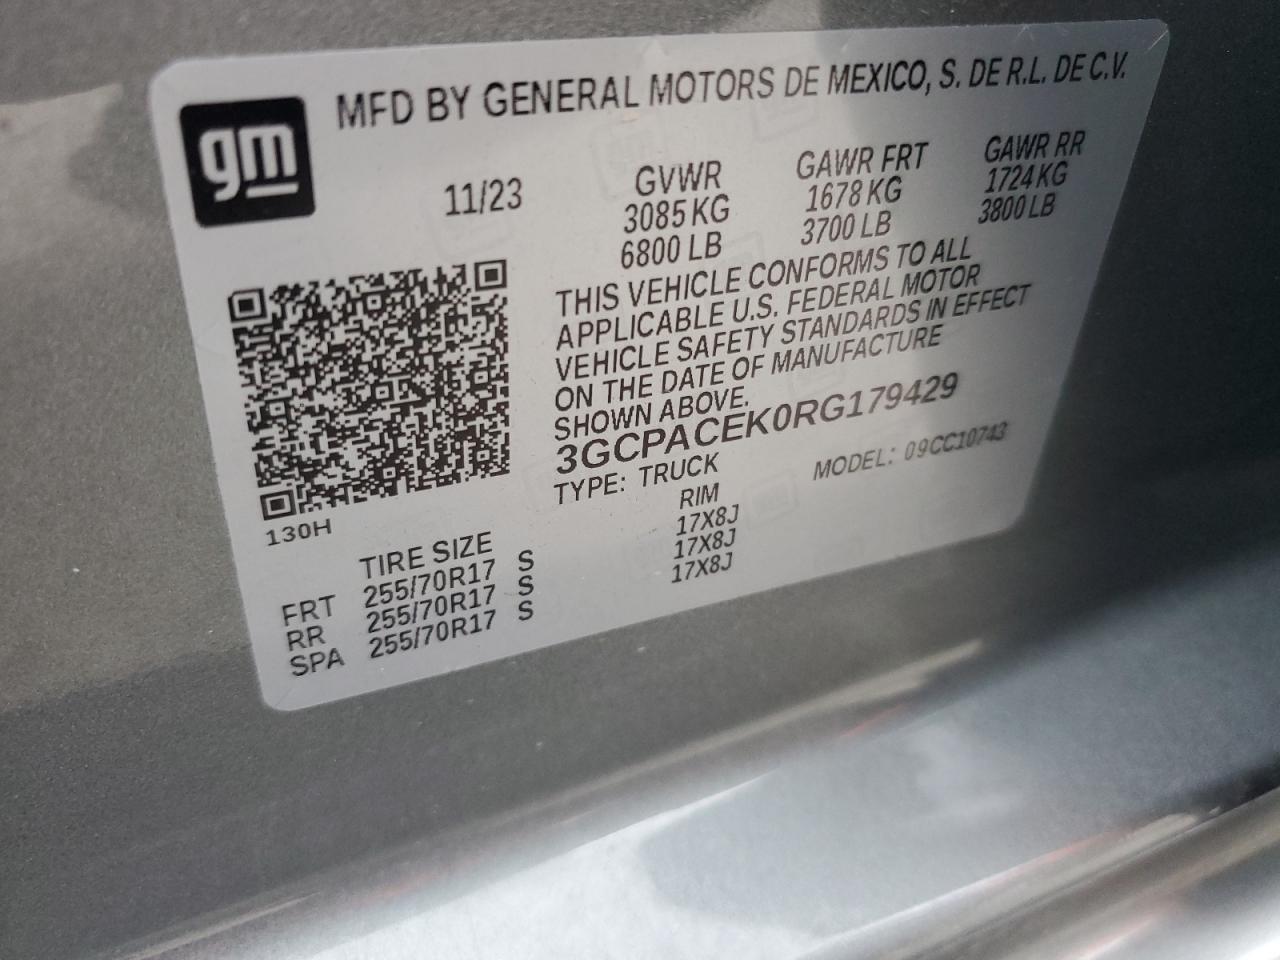 gm
MFD BY GENERAL MOTORS DE MEXICO, S. DE R.L. DE C.V.
11/23
GVWR
3085 KG
6800 LB
GAWR FRT
1678 KG
3700 LB
GAWR RR
1724 KG
3800 LB
THIS VEHICLE CONFORMS TO ALL
APPLICABLE U.S. FEDERAL MOTOR
VEHICLE SAFETY STANDARDS IN EFFECT
ON THE DATE OF MANUFACTURE
SHOWN ABOVE.
3GCPACEK0RG179429
TYPE: TRUCK
MODEL: 09CC10743
130H
TIRE SIZE RIM
FRT 255/70R17 S 17X8J
RR 255/70R17 S 17X8J
SPA 255/70R17 S 17X8J